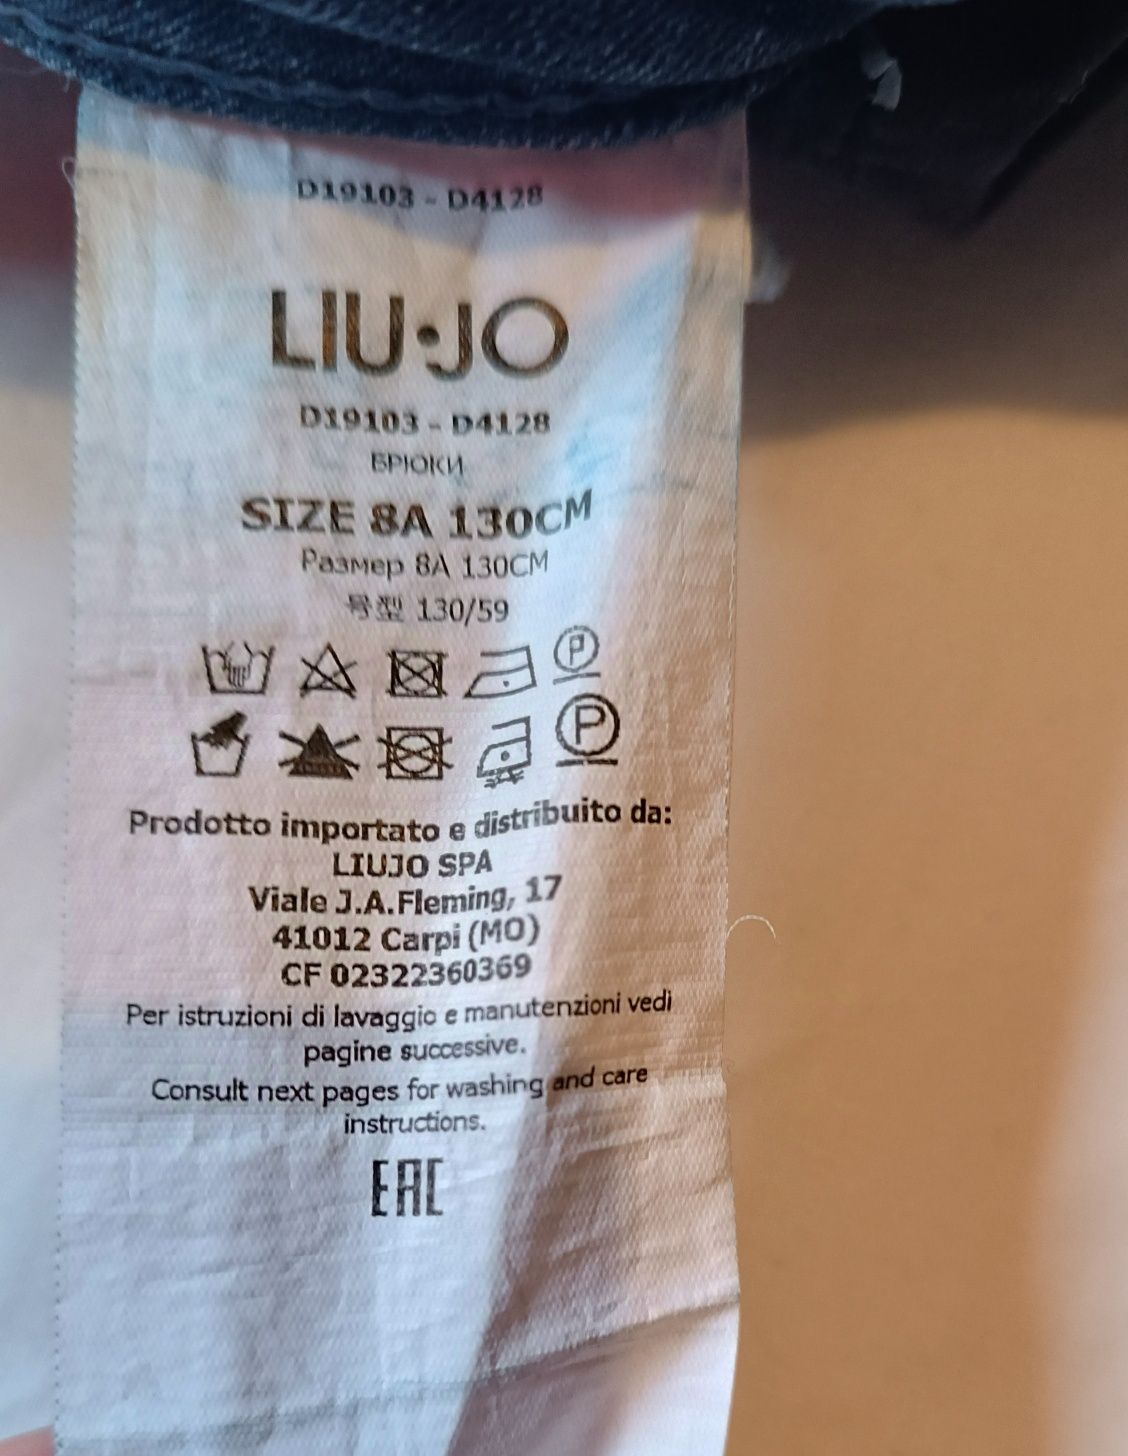 D19103 - D4128
LIU·JO
D19103 - D4128
БРЮКИ
SIZE 8A 130CM
Размер 8A 130CM
号型 130/59
P
P
Prodotto importato e distribuito da:
LIUJO SPA
Viale J.A.Fleming, 17
41012 Carpi (MO)
CF 02322360369
Per istruzioni di lavaggio e manutenzioni vedi
pagine successive.
Consult next pages for washing and care
instructions.
EAC